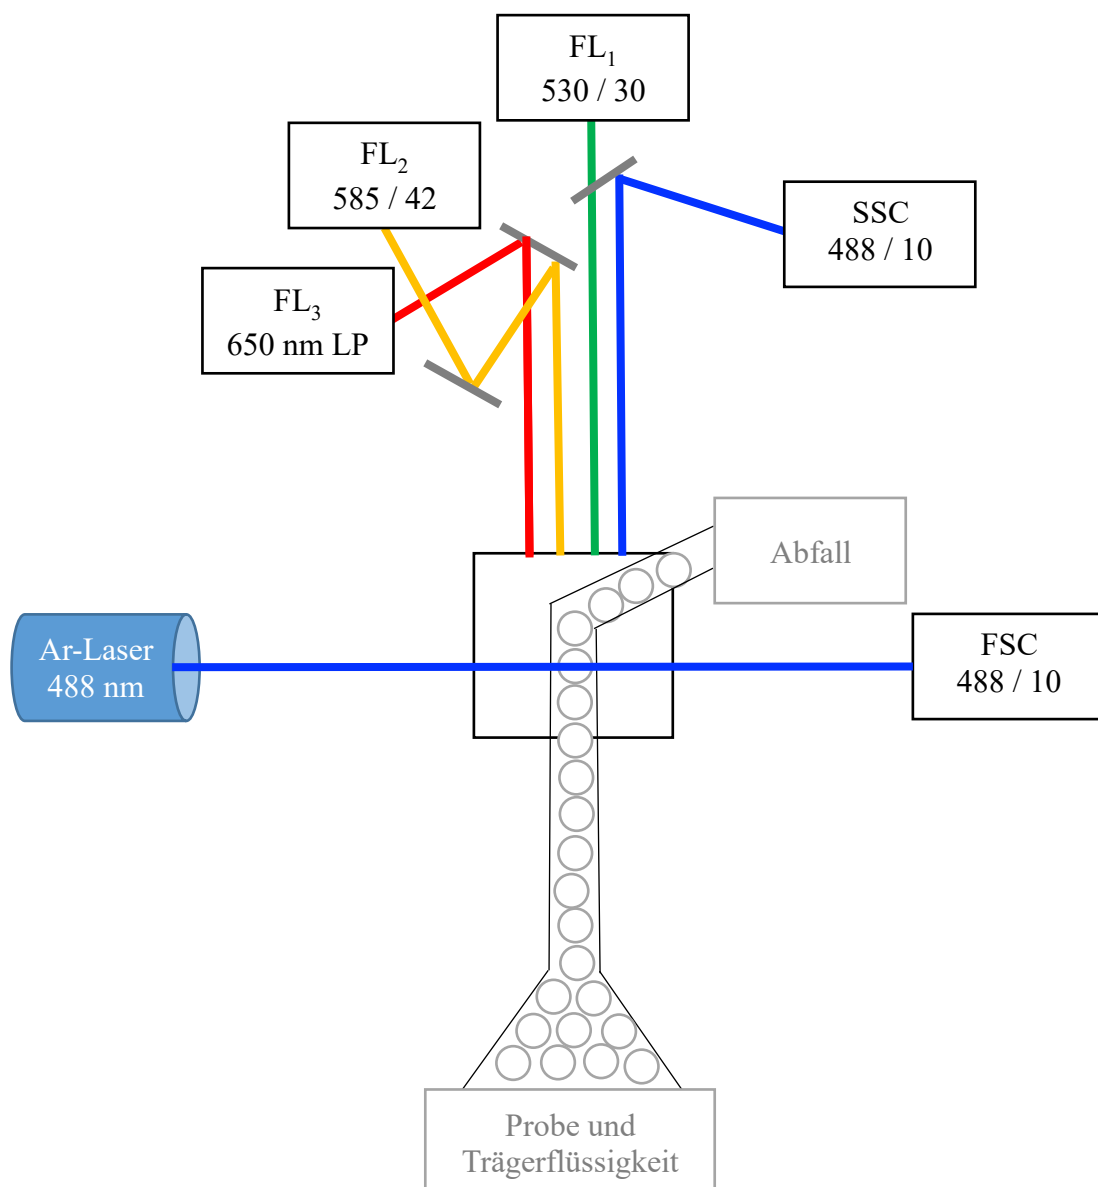 FL₁
530 / 30
FL₂
585 / 42
SSC
488 / 10
FL₃
650 nm LP
Abfall
Ar-Laser
488 nm
FSC
488 / 10
Probe und
Trägerflüssigkeit